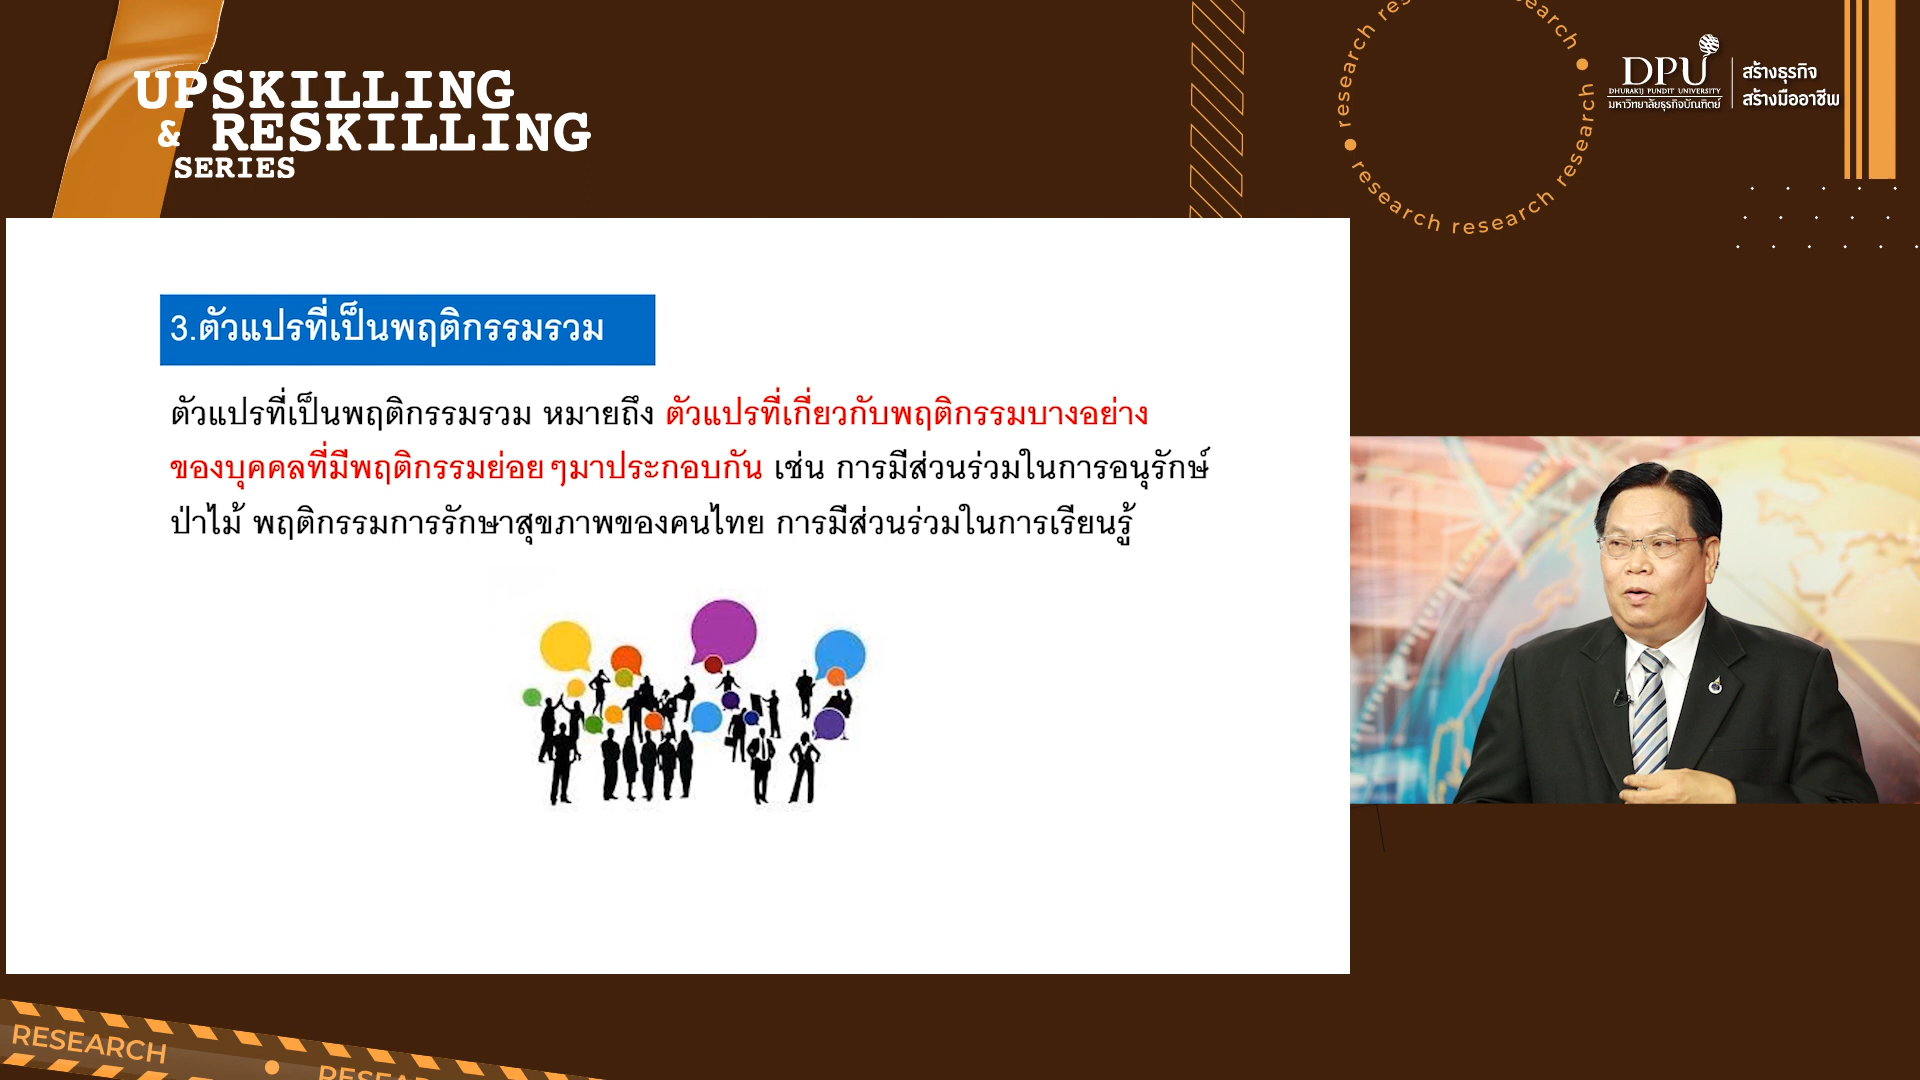 UPSKILLING
& RESKILLING
SERIES
research research research research
DPU
DHURAKIJ PUNDIT UNIVERSITY
มหาวิทยาลัยธุรกิจบัณฑิตย์
สร้างธุรกิจ
สร้างมืออาชีพ
3.ตัวแปรที่เป็นพฤติกรรมรวม
ตัวแปรที่เป็นพฤติกรรมรวม หมายถึง ตัวแปรที่เกี่ยวกับพฤติกรรมบางอย่าง
ของบุคคลที่มีพฤติกรรมย่อยๆมาประกอบกัน เช่น การมีส่วนร่วมในการอนุรักษ์
ป่าไม้ พฤติกรรมการรักษาสุขภาพของคนไทย การมีส่วนร่วมในการเรียนรู้
RESEARCH